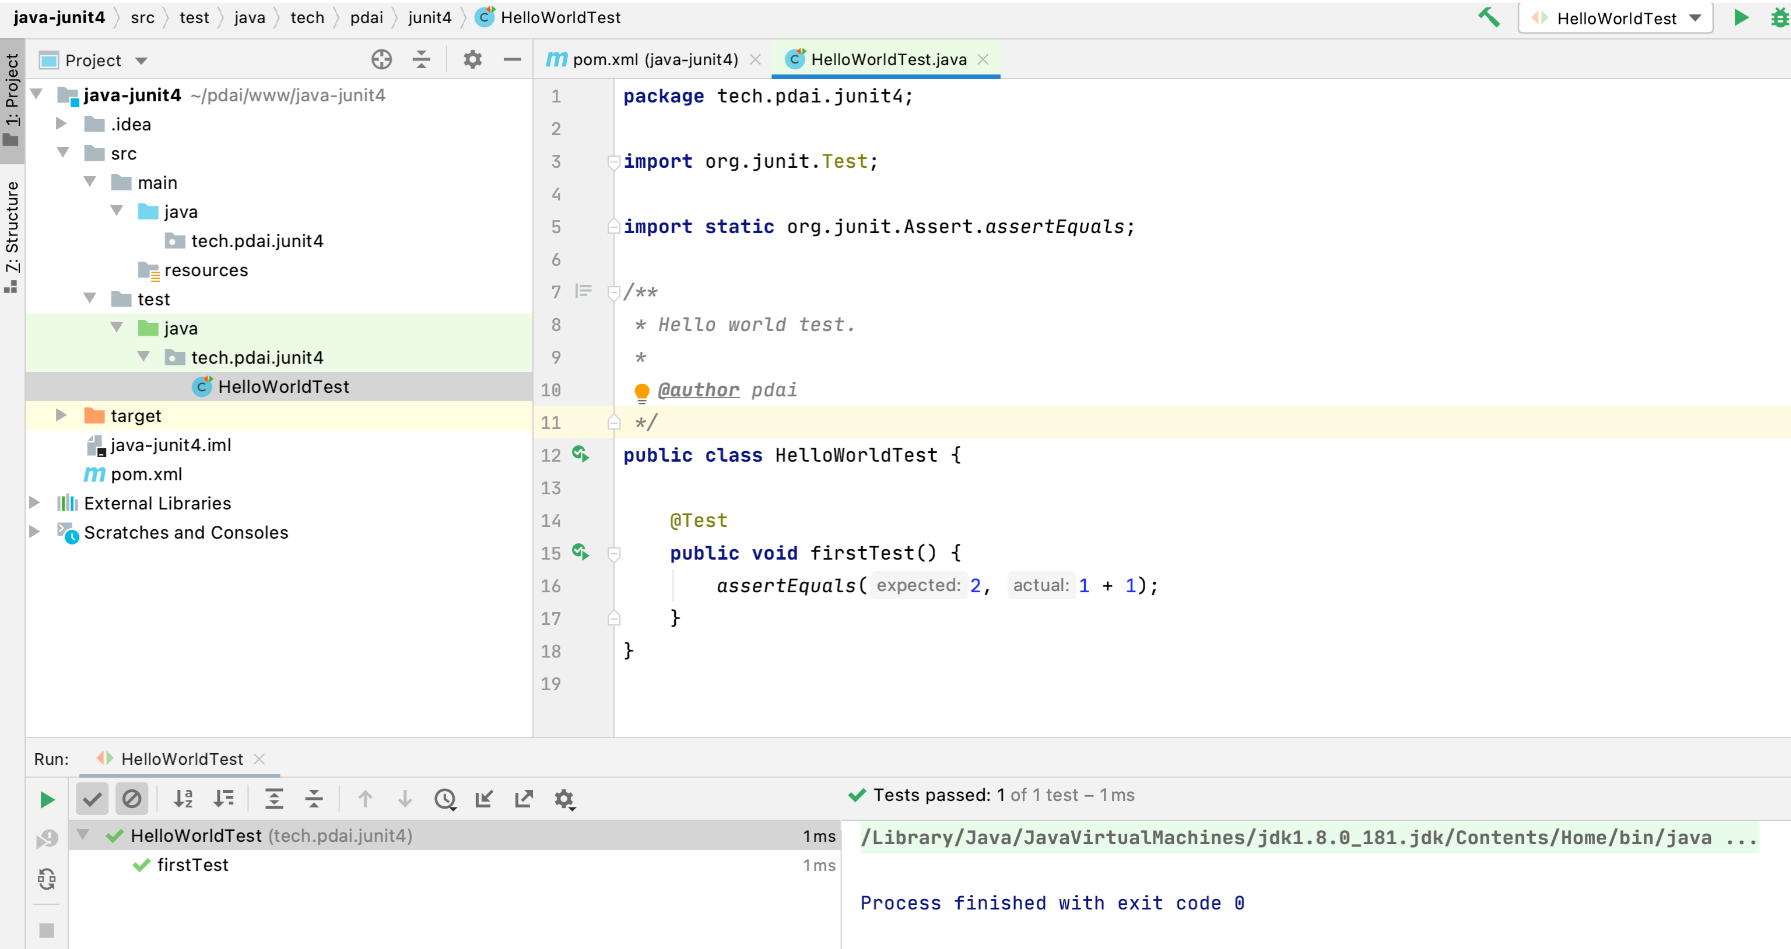 java-junit4 src test java tech pdai junit4 HelloWorldTest
HelloWorldTest
1: Project
Z: Structure
Project
java-junit4 ~/pdai/www/java-junit4
.idea
src
main
java
tech.pdai.junit4
resources
test
java
tech.pdai.junit4
HelloWorldTest
target
java-junit4.iml
pom.xml
External Libraries
Scratches and Consoles
pom.xml (java-junit4) HelloWorldTest.java
1 package tech.pdai.junit4;
2
3 import org.junit.Test;
4
5 import static org.junit.Assert.assertEquals;
6
7 /**
8 * Hello world test.
9 *
10 @author pdai
11 */
12 public class HelloWorldTest {
13
14 @Test
15 public void firstTest() {
16 assertEquals( expected: 2, actual: 1 + 1);
17 }
18 }
19
Run: HelloWorldTest
Tests passed: 1 of 1 test – 1 ms
HelloWorldTest (tech.pdai.junit4) 1 ms
firstTest 1 ms
/Library/Java/JavaVirtualMachines/jdk1.8.0_181.jdk/Contents/Home/bin/java ...
Process finished with exit code 0